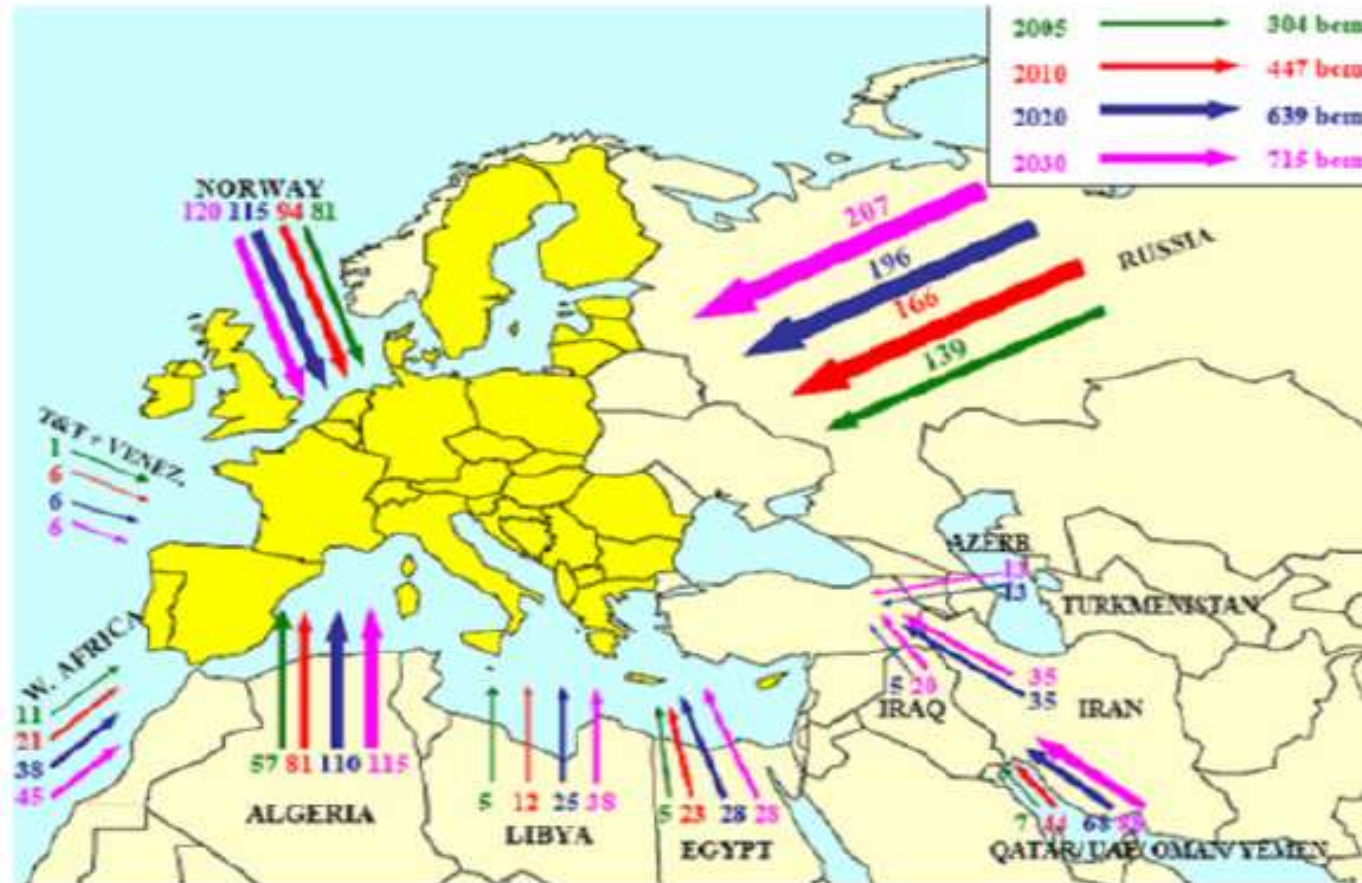 2005 304 bcm
2010 447 bcm
2020 639 bcm
2030 715 bcm
NORWAY
120 115 94 81
207
196
166
139
RUSSIA
T&T + VENEZ.
1
6
6
6
AZERB
13
TURKMENISTAN
W. AFRICA
11
21
38
45
57 81 110 115
ALGERIA
5 12 25 38
LIBYA
5 23 28 28
EGYPT
5 20
IRAQ
35
35
IRAN
7 44 68
QATAR/ UAE/ OMAN/ YEMEN